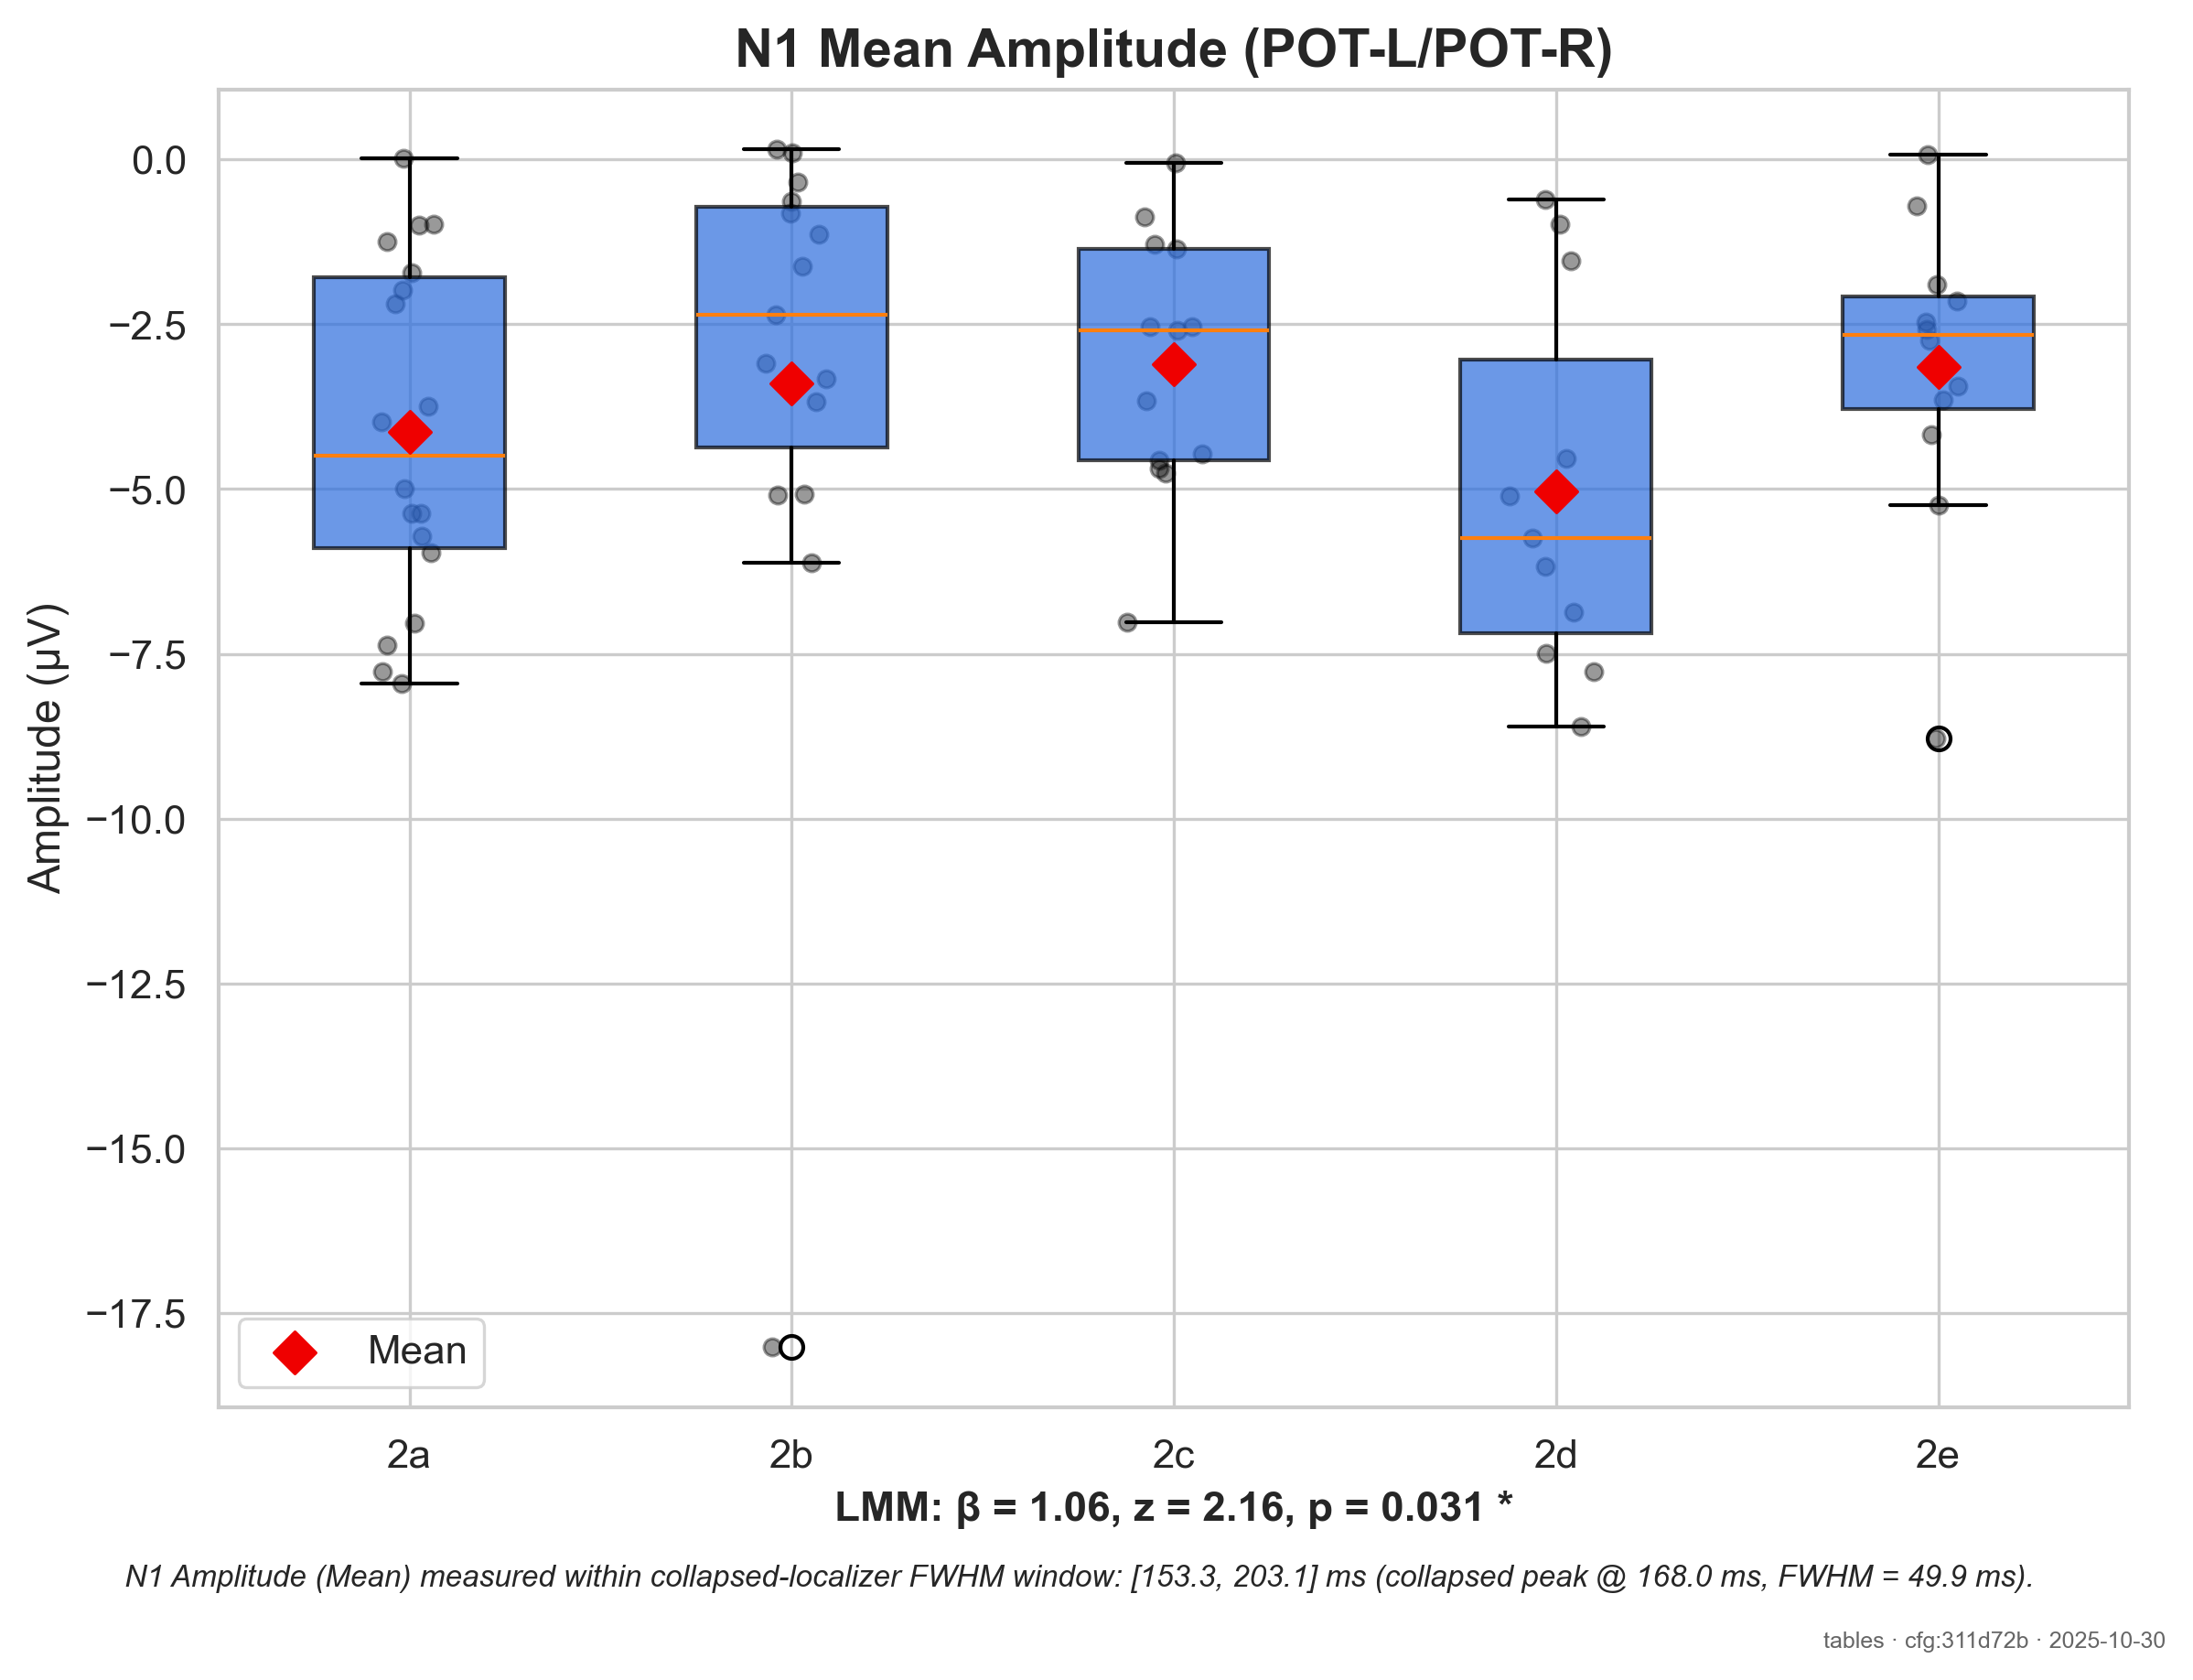 N1 Mean Amplitude (POT-L/POT-R)
Amplitude (µV)
0.0
−2.5
−5.0
−7.5
−10.0
−12.5
−15.0
−17.5
Mean
2a 2b 2c 2d 2e
LMM: β = 1.06, z = 2.16, p = 0.031 *
N1 Amplitude (Mean) measured within collapsed-localizer FWHM window: [153.3, 203.1] ms (collapsed peak @ 168.0 ms, FWHM = 49.9 ms).
tables · cfg:311d72b · 2025-10-30